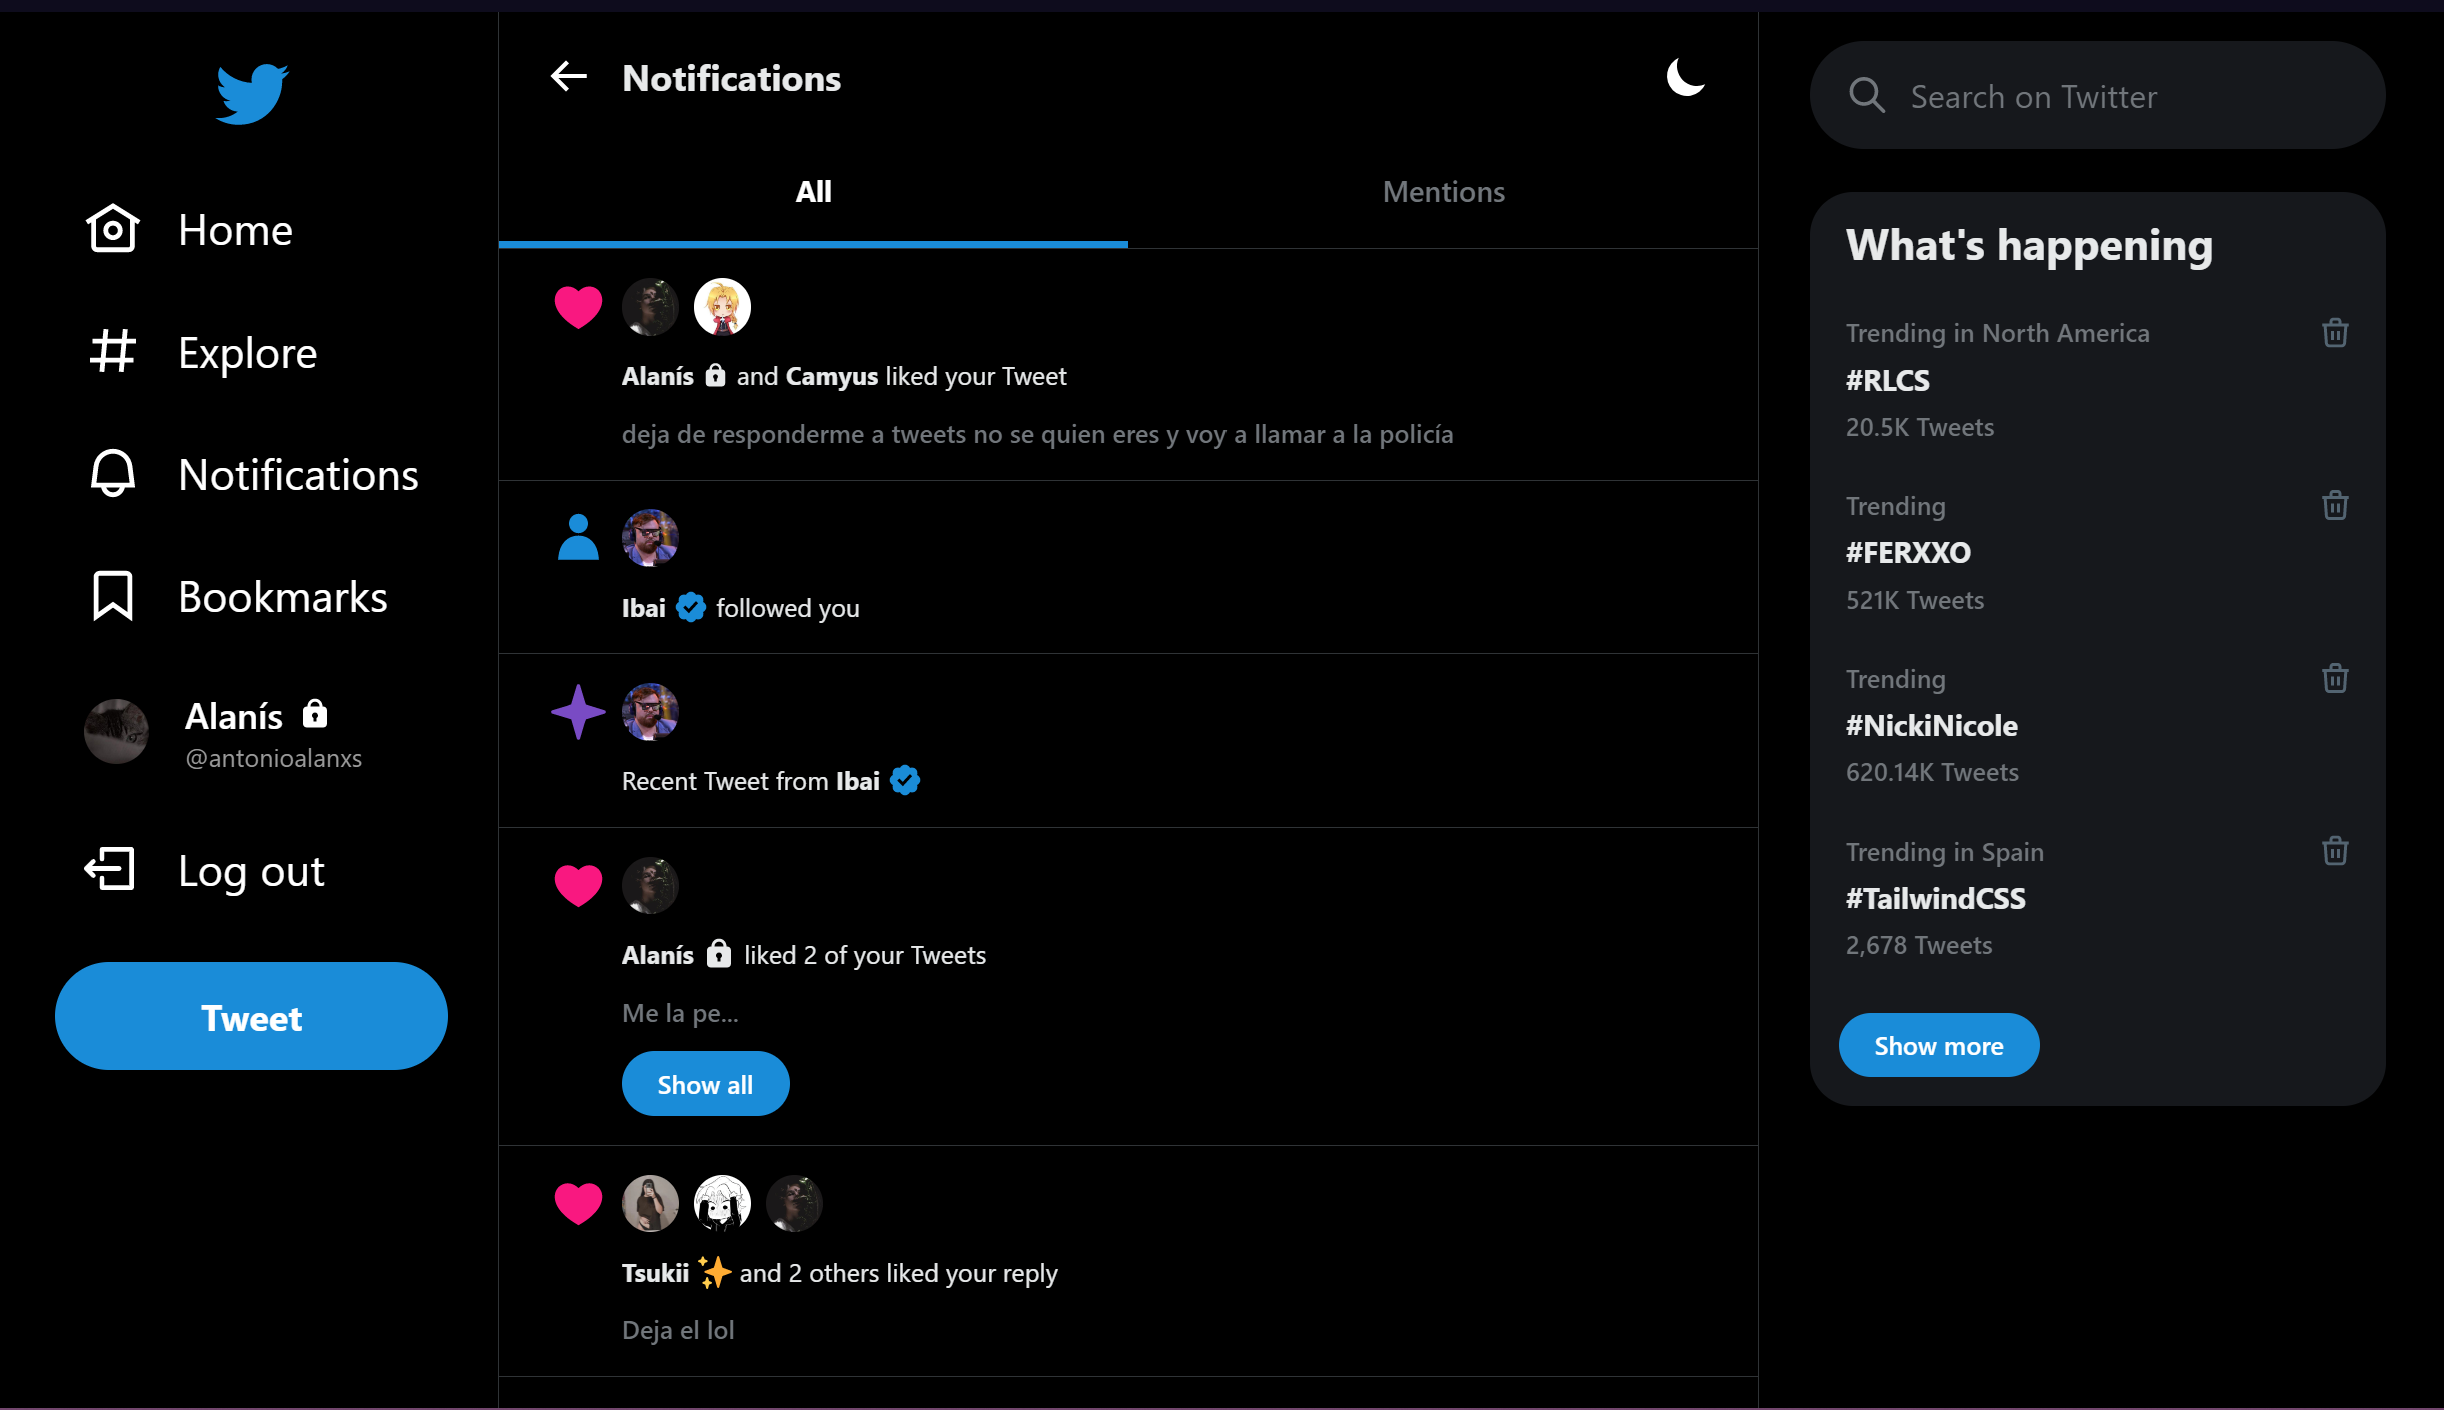 Home
Explore
Notifications
Bookmarks
Alanís
@antonioalanxs
Log out
Tweet
Notifications
All
Mentions
Alanís and Camyus liked your Tweet
deja de responderme a tweets no se quien eres y voy a llamar a la policía
Ibai followed you
Recent Tweet from Ibai
Alanís liked 2 of your Tweets
Me la pe...
Show all
Tsukii ✨ and 2 others liked your reply
Deja el lol
Search on Twitter
What's happening
Trending in North America
#RLCS
20.5K Tweets
Trending
#FERXXO
521K Tweets
Trending
#NickiNicole
620.14K Tweets
Trending in Spain
#TailwindCSS
2,678 Tweets
Show more